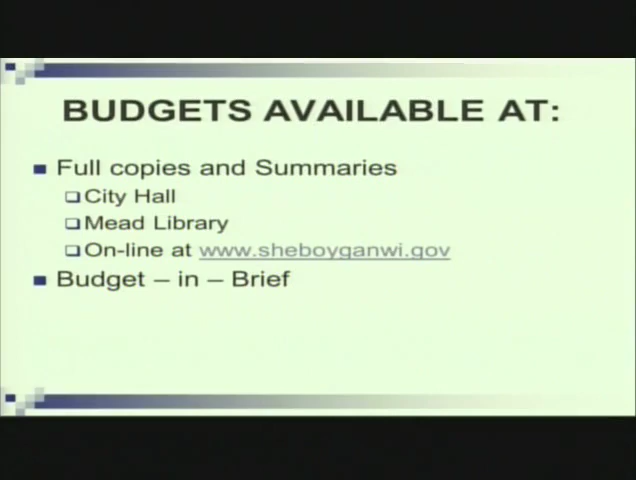 BUDGETS AVAILABLE AT:
Full copies and Summaries
City Hall
Mead Library
On-line at www.sheboyganwi.gov
Budget – in – Brief